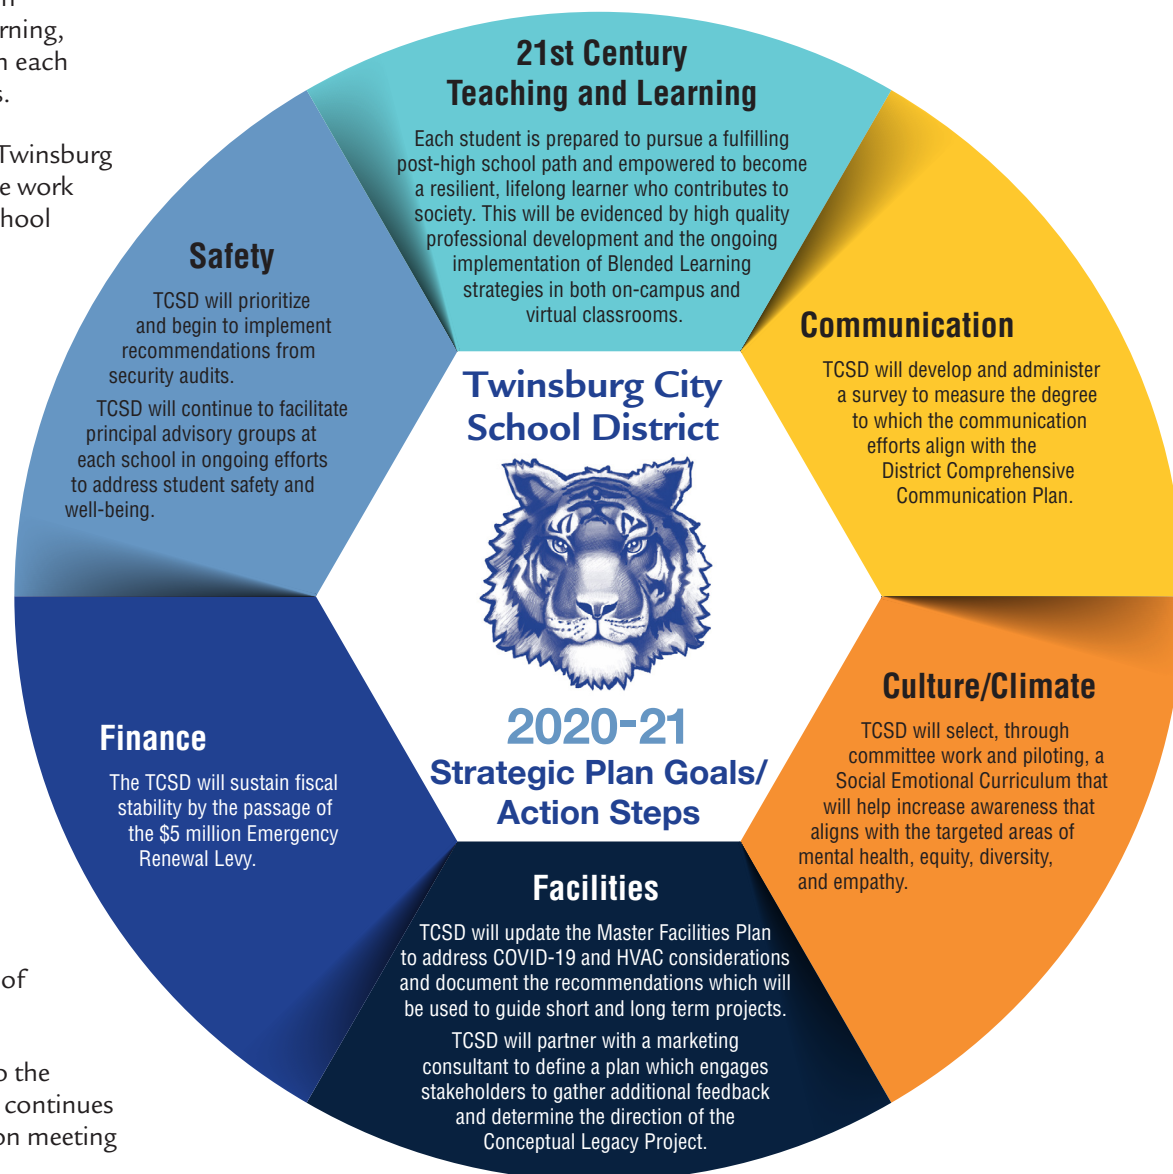 rning,
each
Twinsburg
work
hool
21st Century
Teaching and Learning
Each student is prepared to pursue a fulfilling
post-high school path and empowered to become
a resilient, lifelong learner who contributes to
society. This will be evidenced by high quality
professional development and the ongoing
implementation of Blended Learning
strategies in both on-campus and
virtual classrooms.
Safety
TCSD will prioritize
and begin to implement
recommendations from
security audits.
TCSD will continue to facilitate
principal advisory groups at
each school in ongoing efforts
to address student safety and
well-being.
Communication
TCSD will develop and administer
a survey to measure the degree
to which the communication
efforts align with the
District Comprehensive
Communication Plan.
Twinsburg City
School District
2020-21
Strategic Plan Goals/
Action Steps
Culture/Climate
TCSD will select, through
committee work and piloting, a
Social Emotional Curriculum that
will help increase awareness that
aligns with the targeted areas of
mental health, equity, diversity,
and empathy.
Finance
The TCSD will sustain fiscal
stability by the passage of
the $5 million Emergency
Renewal Levy.
Facilities
TCSD will update the Master Facilities Plan
to address COVID-19 and HVAC considerations
and document the recommendations which will
be used to guide short and long term projects.
TCSD will partner with a marketing
consultant to define a plan which engages
stakeholders to gather additional feedback
and determine the direction of the
Conceptual Legacy Project.
of
the
continues
on meeting